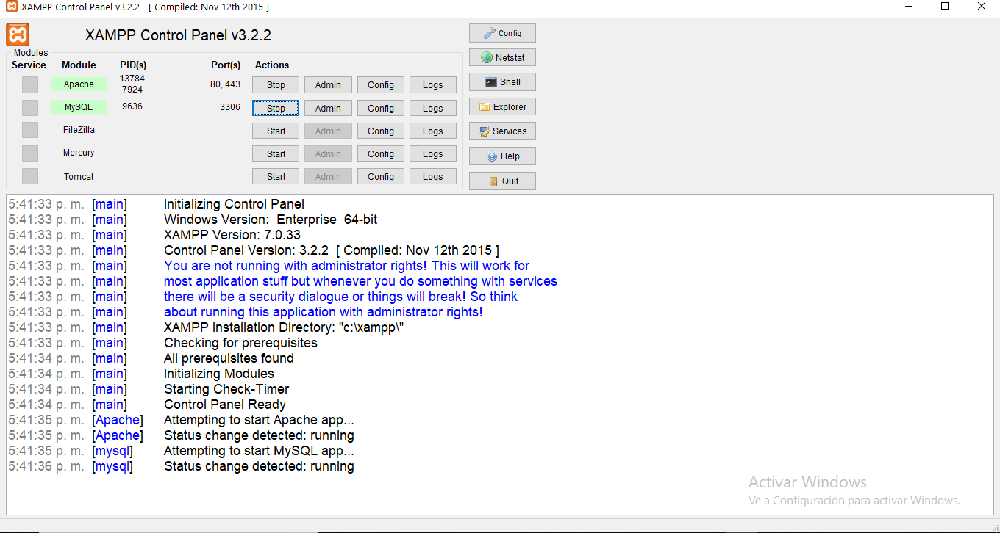 XAMPP Control Panel v3.2.2 [ Compiled: Nov 12th 2015 ]
XAMPP Control Panel v3.2.2
Config
Modules
Service Module PID(s) Port(s) Actions
Netstat
Apache 13784 7924 80, 443 Stop Admin Config Logs
Shell
MySQL 9636 3306 Stop Admin Config Logs
Explorer
FileZilla Start Admin Config Logs
Services
Mercury Start Admin Config Logs
Help
Tomcat Start Admin Config Logs
Quit
5:41:33 p. m. [main] Initializing Control Panel
5:41:33 p. m. [main] Windows Version: Enterprise 64-bit
5:41:33 p. m. [main] XAMPP Version: 7.0.33
5:41:33 p. m. [main] Control Panel Version: 3.2.2 [ Compiled: Nov 12th 2015 ]
5:41:33 p. m. [main] You are not running with administrator rights! This will work for
5:41:33 p. m. [main] most application stuff but whenever you do something with services
5:41:33 p. m. [main] there will be a security dialogue or things will break! So think
5:41:33 p. m. [main] about running this application with administrator rights!
5:41:33 p. m. [main] XAMPP Installation Directory: "c:\xampp\"
5:41:33 p. m. [main] Checking for prerequisites
5:41:34 p. m. [main] All prerequisites found
5:41:34 p. m. [main] Initializing Modules
5:41:34 p. m. [main] Starting Check-Timer
5:41:34 p. m. [main] Control Panel Ready
5:41:35 p. m. [Apache] Attempting to start Apache app...
5:41:35 p. m. [Apache] Status change detected: running
5:41:35 p. m. [mysql] Attempting to start MySQL app...
5:41:36 p. m. [mysql] Status change detected: running
Activar Windows
Ve a Configuración para activar Windows.